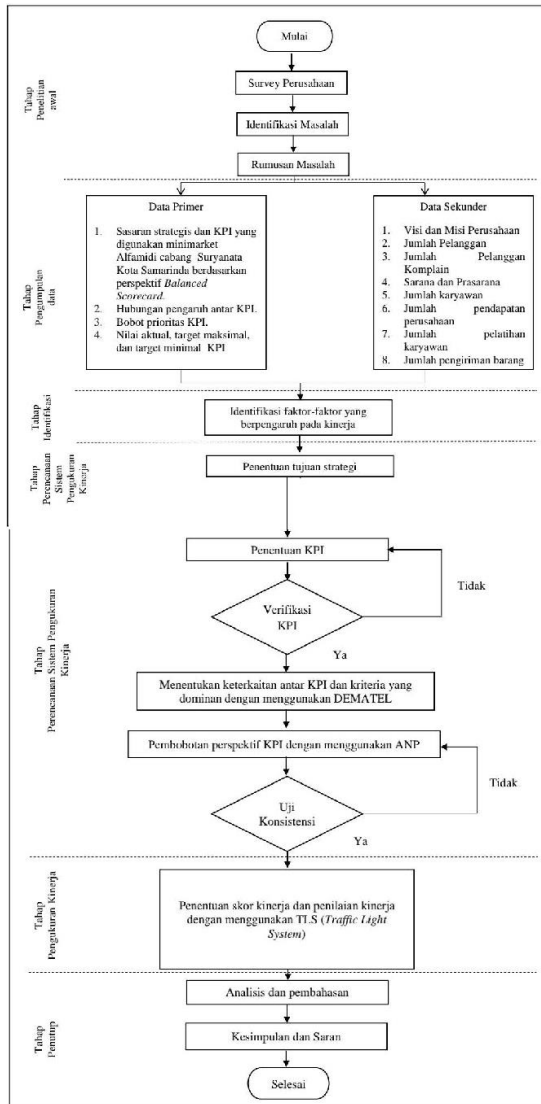 Mulai
Tahap
Penelitian
awal
Survey Perusahaan
Identifikasi Masalah
Rumusan Masalah
Tahap
Pengumpulan
data
Data Primer
1. Sasaran strategis dan KPI yang
digunakan minimarket
Alfamidi cabang Suryanata
Kota Samarinda berdasarkan
perspektif Balanced
Scorecard.
2. Hubungan pengaruh antar KPI.
3. Bobot prioritas KPI.
4. Nilai aktual, target maksimal,
dan target minimal KPI
Data Sekunder
1. Visi dan Misi Perusahaan
2. Jumlah Pelanggan
3. Jumlah Pelanggan
Komplain
4. Sarana dan Prasarana
5. Jumlah karyawan
6. Jumlah pendapatan
perusahaan
7. Jumlah pelatihan
karyawan
8. Jumlah pengiriman barang
Tahap
Identifikasi
Identifikasi faktor-faktor yang
berpengaruh pada kinerja
Tahap
Perencanaan
Sistem
Pengukuran
Kinerja
Penentuan tujuan strategi
Tahap
Perencanaan Sistem Pengukuran
Kinerja
Penentuan KPI
Tidak
Verifikasi
KPI
Ya
Menentukan keterkaitan antar KPI dan kriteria yang
dominan dengan menggunakan DEMATEL
Pembobotan perspektif KPI dengan menggunakan ANP
Tidak
Uji
Konsistensi
Ya
Tahap
Pengukuran Kinerja
Penentuan skor kinerja dan penilaian kinerja
dengan menggunakan TLS (Traffic Light
System)
Tahap
Penutup
Analisis dan pembahasan
Kesimpulan dan Saran
Selesai